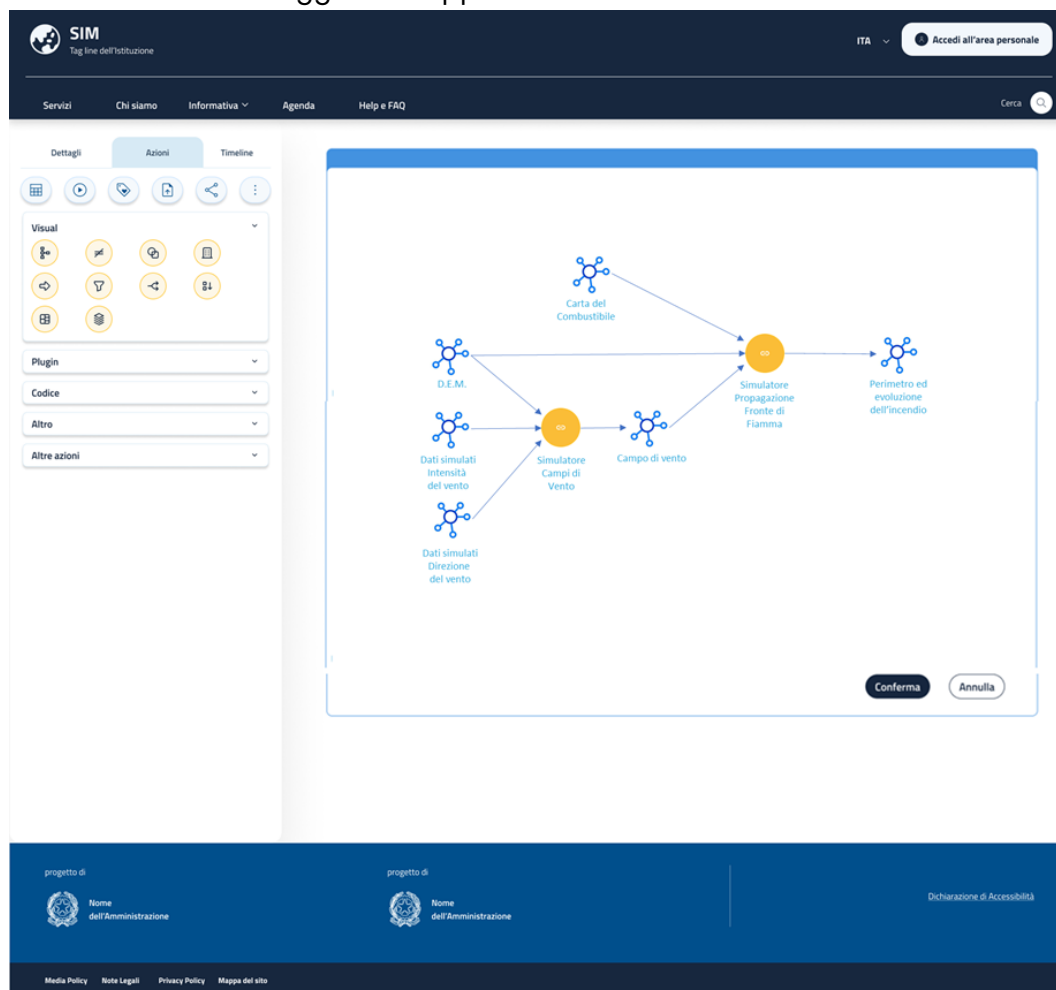 SIM
Tag line dell'Istituzione
ITA
Accedi all'area personale
Servizi
Chi siamo
Informativa
Agenda
Help e FAQ
Cerca
Dettagli
Azioni
Timeline
Visual
Plugin
Codice
Altro
Altre azioni
Carta del
Combustibile
D.E.M.
Dati simulati
Intensità
del vento
Dati simulati
Direzione
del vento
Simulatore
Campi di
Vento
Campo di vento
Simulatore
Propagazione
Fronte di
Fiamma
Perimetro ed
evoluzione
dell'incendio
Conferma
Annulla
progetto di
Nome
dell'Amministrazione
progetto di
Nome
dell'Amministrazione
Dichiarazione di Accessibilità
Media Policy
Note Legali
Privacy Policy
Mappa del sito